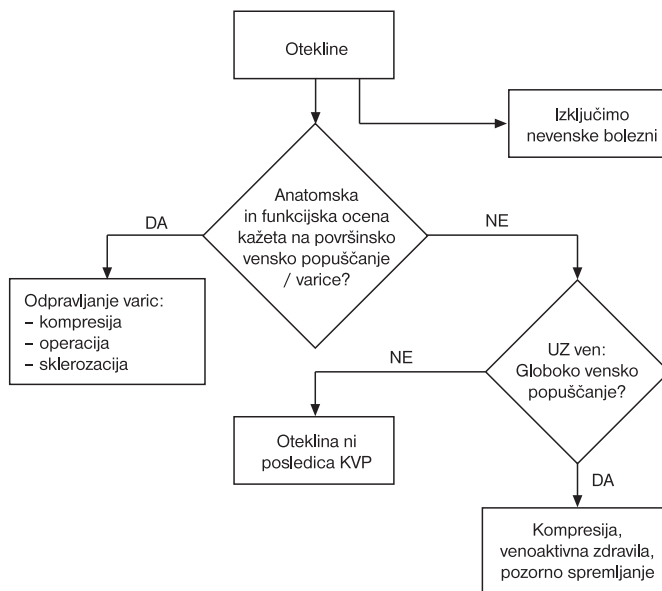 Otekline
Izključimo
nevenske bolezni
Anatomska
in funkcijska ocena
kažeta na površinsko
vensko popuščanje
/ varice?
DA
NE
Odpravljanje varic:
– kompresija
– operacija
– sklerozacija
UZ ven:
Globoko vensko
popuščanje?
NE
Oteklina ni
posledica KVP
DA
Kompresija,
venoaktivna zdravila,
pozorno spremljanje